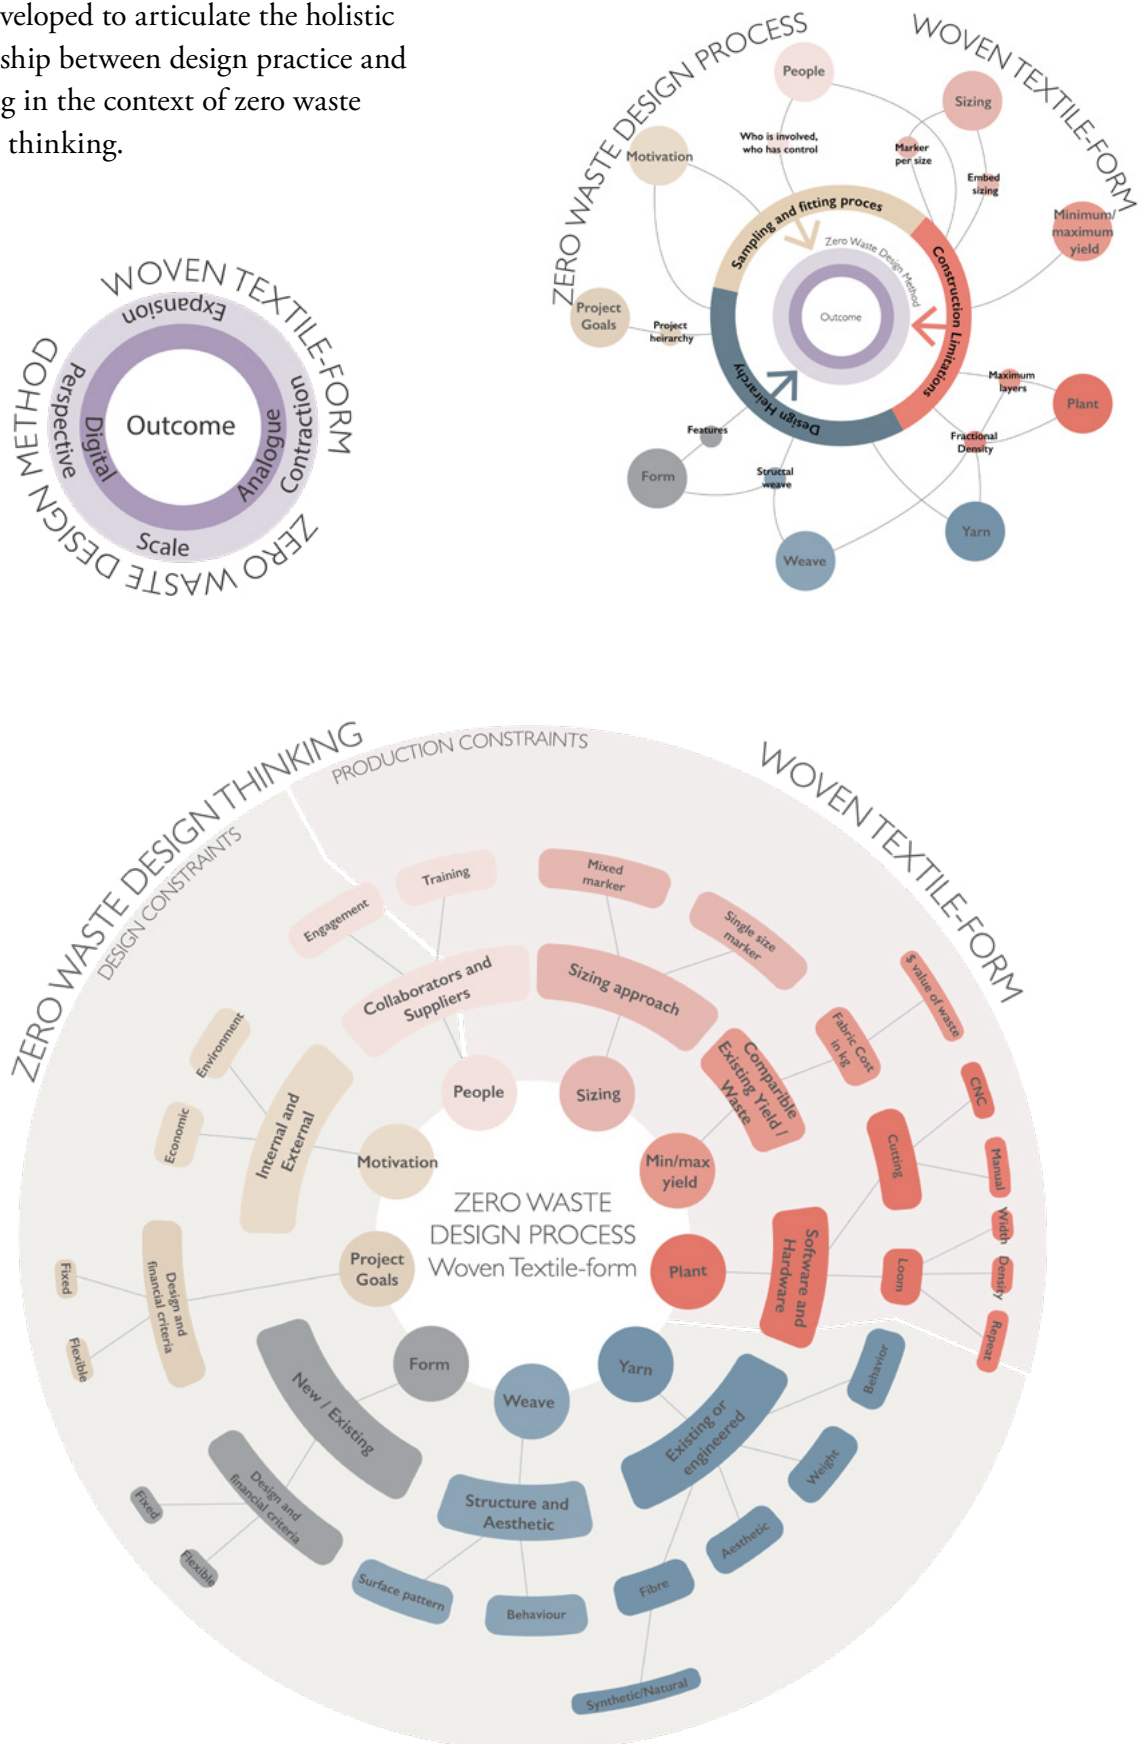 veloped to articulate the holistic
ship between design practice and
g in the context of zero waste
thinking.
WOVEN TEXTILE-FORM
ZERO WASTE DESIGN METHOD
Expansion
Perspective
Contraction
Scale
Digital
Analogue
Outcome
ZERO WASTE DESIGN PROCESS
WOVEN TEXTILE-FORM
People
Sizing
Motivation
Who is involved,
who has control
Marker
per size
Embed
sizing
Minimum/
maximum
yield
Project
Goals
Project
heirarchy
Sampling and fitting proces
Construction Limitations
Design Heirarchy
Zero Waste Design Method
Outcome
Maximum
layers
Plant
Fractional
Density
Features
Form
Structal
weave
Weave
Yarn
ZERO WASTE DESIGN THINKING
DESIGN CONSTRAINTS
PRODUCTION CONSTRAINTS
WOVEN TEXTILE-FORM
Training
Engagement
Collaborators and
Suppliers
People
Mixed
marker
Single size
marker
Sizing approach
Sizing
$ value of waste
Fabric Cost
in kg
Comparible
Existing Yield /
Waste
Min/max
yield
CNC
Manual
Cutting
Width
Density
Repeat
Loom
Software and
Hardware
Plant
Environment
Economic
Internal and
External
Motivation
ZERO WASTE
DESIGN PROCESS
Woven Textile-form
Fixed
Flexible
Design and
financial criteria
Project
Goals
Form
New / Existing
Design and
financial criteria
Fixed
Flexible
Weave
Structure and
Aesthetic
Surface pattern
Behaviour
Yarn
Existing or
engineered
Behavior
Weight
Aesthetic
Fibre
Synthetic/Natural